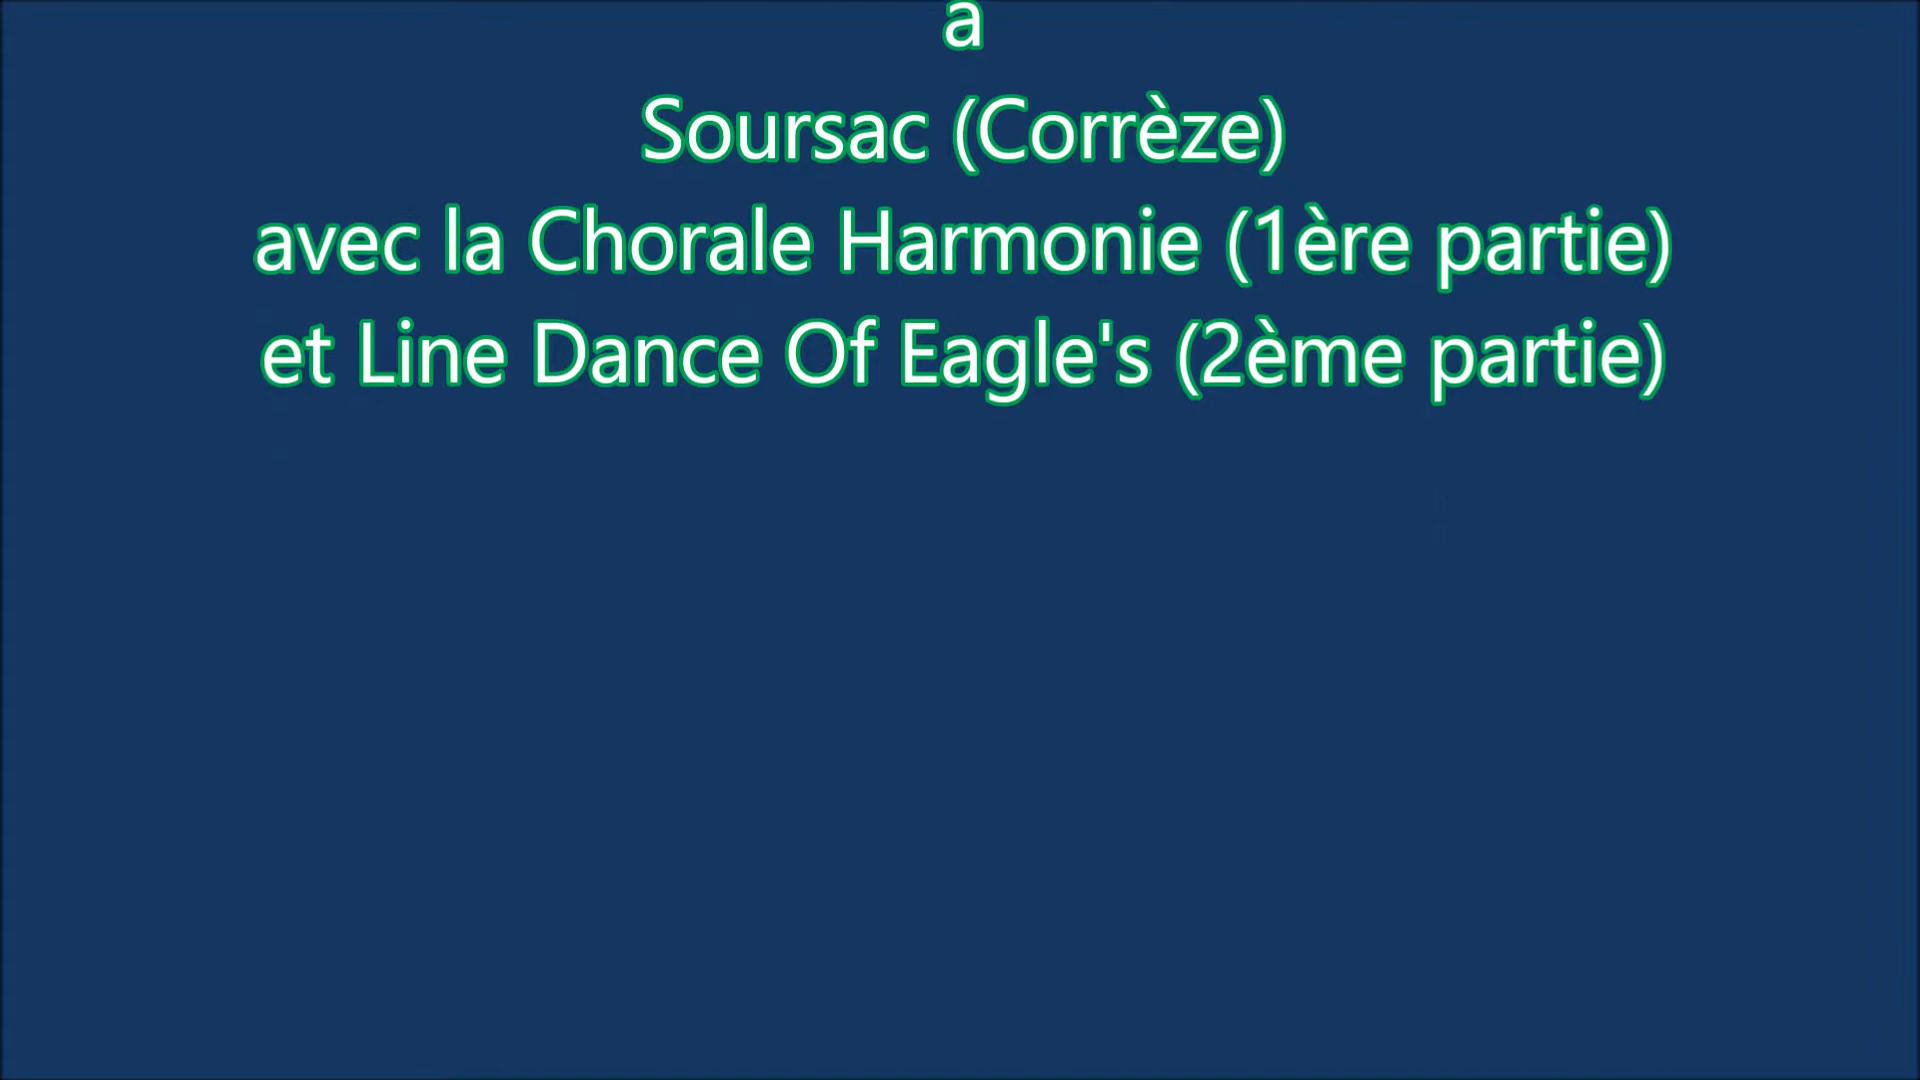 à
Soursac (Corrèze)
avec la Chorale Harmonie (1ère partie)
et Line Dance Of Eagle's (2ème partie)